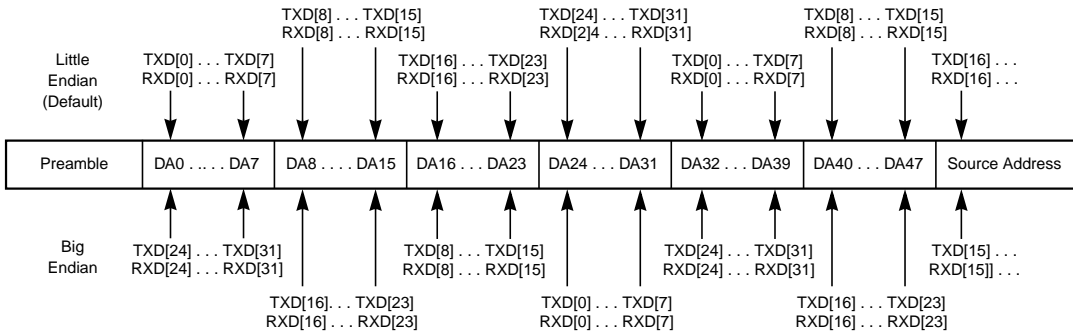 TXD[8] . . . TXD[15]
RXD[8] . . . RXD[15]
TXD[24] . . . TXD[31]
RXD[2]4 . . . RXD[31]
TXD[8] . . . TXD[15]
RXD[8] . . . RXD[15]
Little
Endian
(Default)
TXD[0] . . . TXD[7]
RXD[0] . . . RXD[7]
TXD[16] . . . TXD[23]
RXD[16] . . . RXD[23]
TXD[0] . . . TXD[7]
RXD[0] . . . RXD[7]
TXD[16] . . .
RXD[16] . . .
Preamble
DA0 . ... . DA7
DA8 . . . . DA15
DA16 . . . DA23
DA24 . . . DA31
DA32 . . . DA39
DA40 . . . DA47
Source Address
Big
Endian
TXD[24] . . . TXD[31]
RXD[24] . . . RXD[31]
TXD[8] . . . TXD[15]
RXD[8] . . . RXD[15]
TXD[24] . . . TXD[31]
RXD[24] . . . RXD[31]
TXD[15] . . .
RXD[15]] . . .
TXD[16]. . . TXD[23]
RXD[16] . . . RXD[23]
TXD[0] . . . TXD[7]
RXD[0] . . . RXD[7]
TXD[16] . . . TXD[23]
RXD[16] . . . RXD[23]